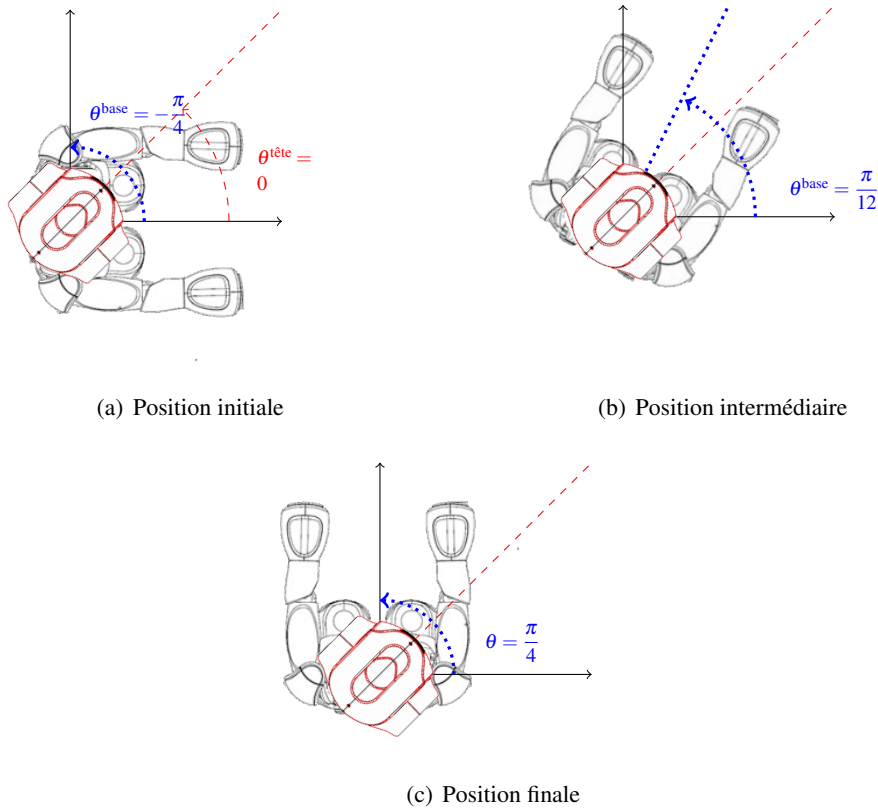 θ^base = −π/4
θ^tête =
0
(a) Position initiale
θ^base = π/12
(b) Position intermédiaire
θ = π/4
(c) Position finale